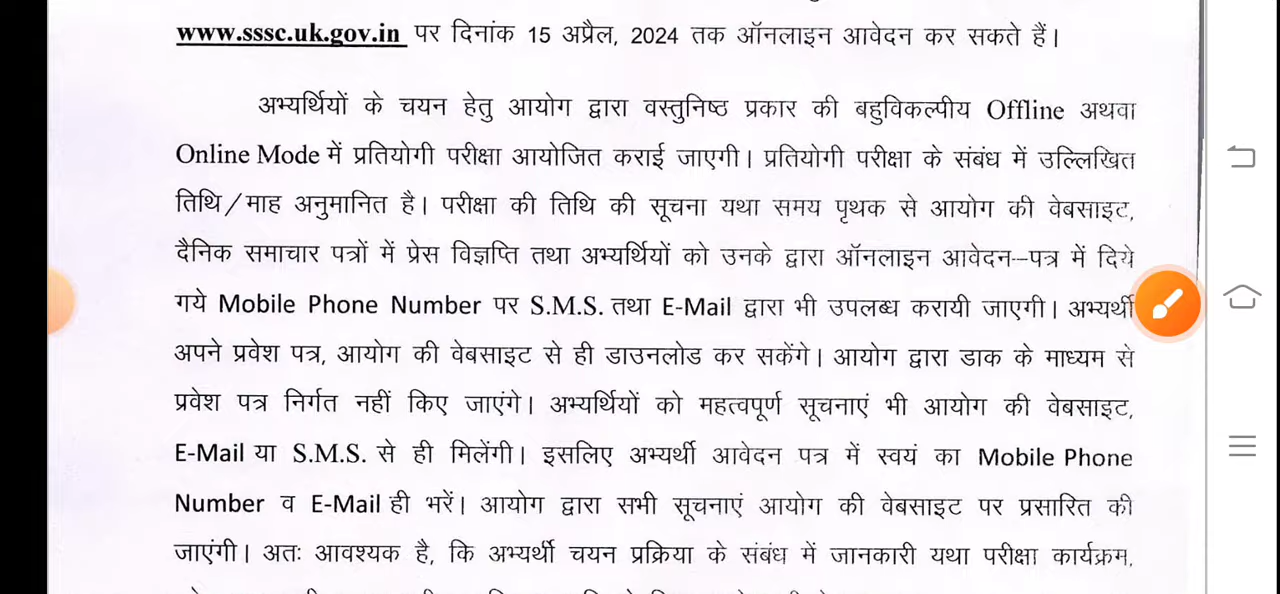 www.sssc.uk.gov.in पर दिनांक 15 अप्रैल, 2024 तक ऑनलाइन आवेदन कर सकते हैं।
अभ्यर्थियों के चयन हेतु आयोग द्वारा वस्तुनिष्ठ प्रकार की बहुविकल्पीय Offline अथवा
Online Mode में प्रतियोगी परीक्षा आयोजित कराई जाएगी। प्रतियोगी परीक्षा के संबंध में उल्लिखित
तिथि/माह अनुमानित है। परीक्षा की तिथि की सूचना यथा समय पृथक से आयोग की वेबसाइट,
दैनिक समाचार पत्रों में प्रेस विज्ञप्ति तथा अभ्यर्थियों को उनके द्वारा ऑनलाइन आवेदन–पत्र में दिये
गये Mobile Phone Number पर S.M.S. तथा E-Mail द्वारा भी उपलब्ध करायी जाएगी। अभ्यर्थी
अपने प्रवेश पत्र, आयोग की वेबसाइट से ही डाउनलोड कर सकेंगे। आयोग द्वारा डाक के माध्यम से
प्रवेश पत्र निर्गत नहीं किए जाएंगे। अभ्यर्थियों को महत्वपूर्ण सूचनाएं भी आयोग की वेबसाइट,
E-Mail या S.M.S. से ही मिलेंगी। इसलिए अभ्यर्थी आवेदन पत्र में स्वयं का Mobile Phone
Number व E-Mail ही भरें। आयोग द्वारा सभी सूचनाएं आयोग की वेबसाइट पर प्रसारित की
जाएंगी। अतः आवश्यक है, कि अभ्यर्थी चयन प्रक्रिया के संबंध में जानकारी यथा परीक्षा कार्यक्रम,